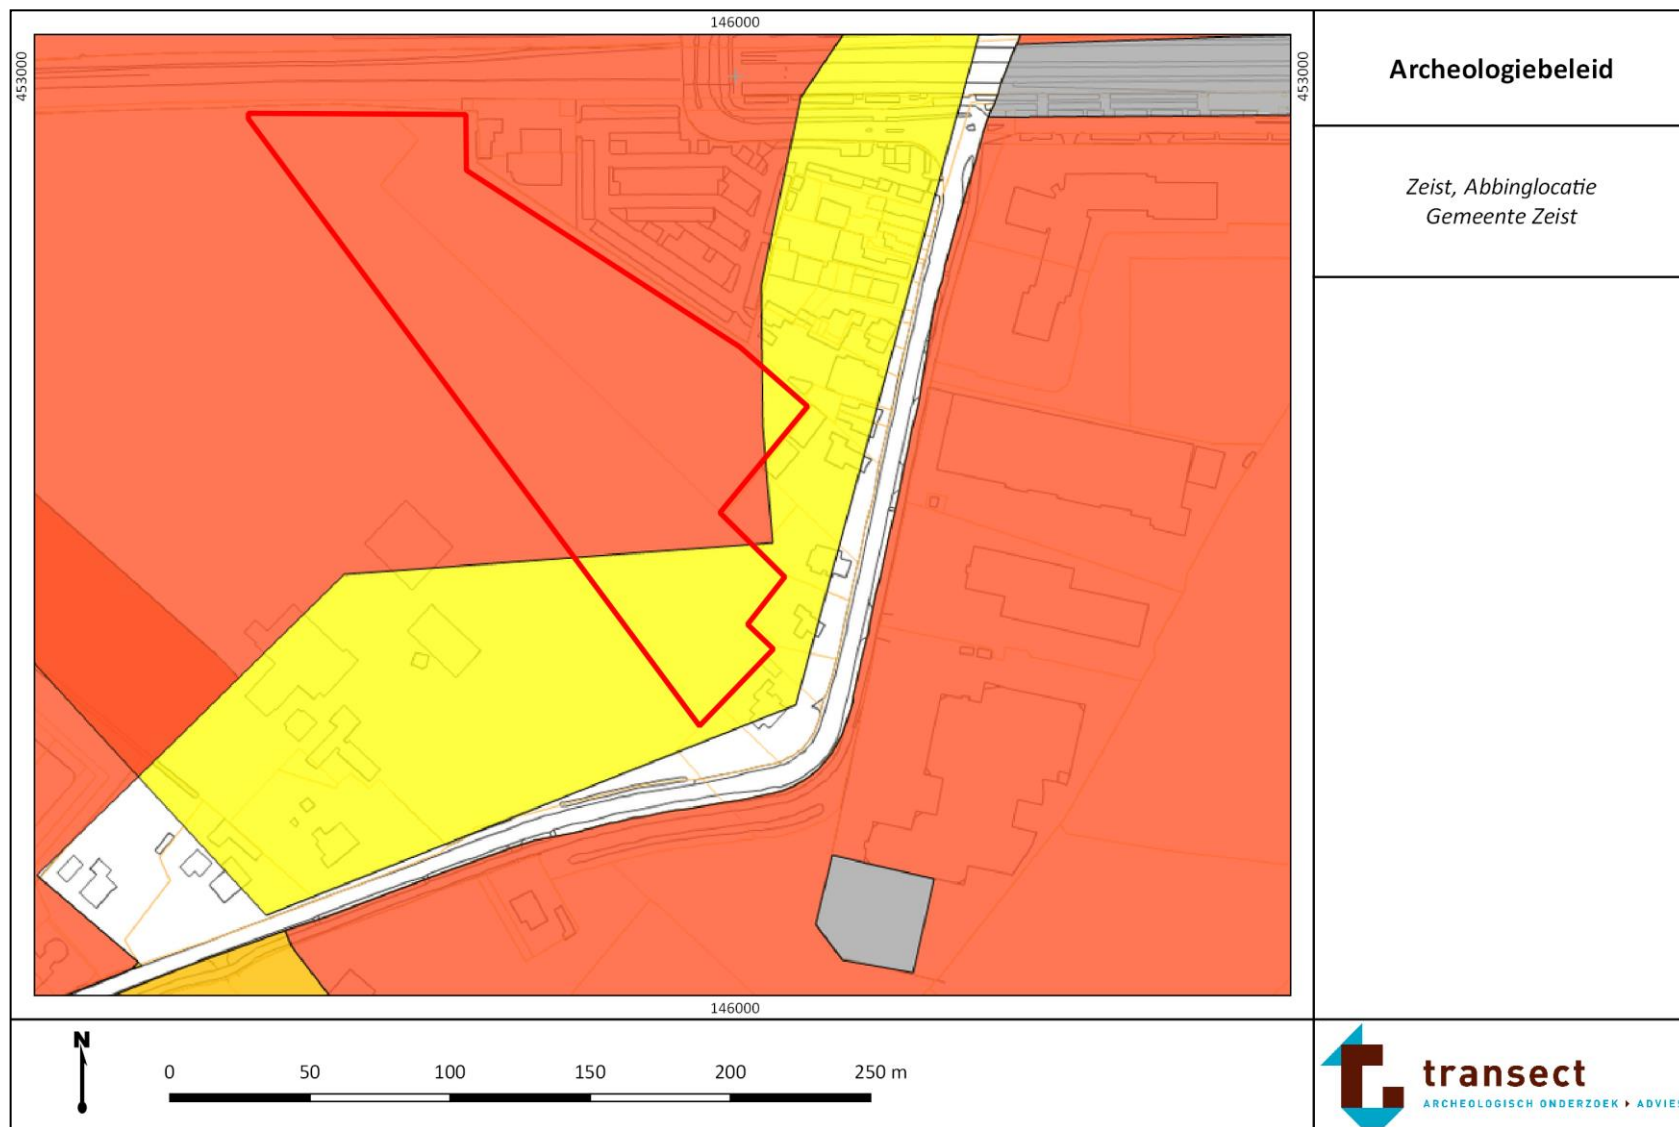 146000
453000
453000
Archeologiebeleid
Zeist, Abbinglocatie
Gemeente Zeist
146000
N
0 50 100 150 200 250 m
transect
ARCHEOLOGISCH ONDERZOEK ▸ ADVIES